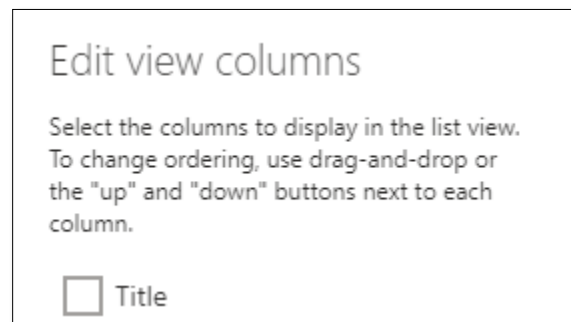 Edit view columns
Select the columns to display in the list view.
To change ordering, use drag-and-drop or
the "up" and "down" buttons next to each
column.
Title